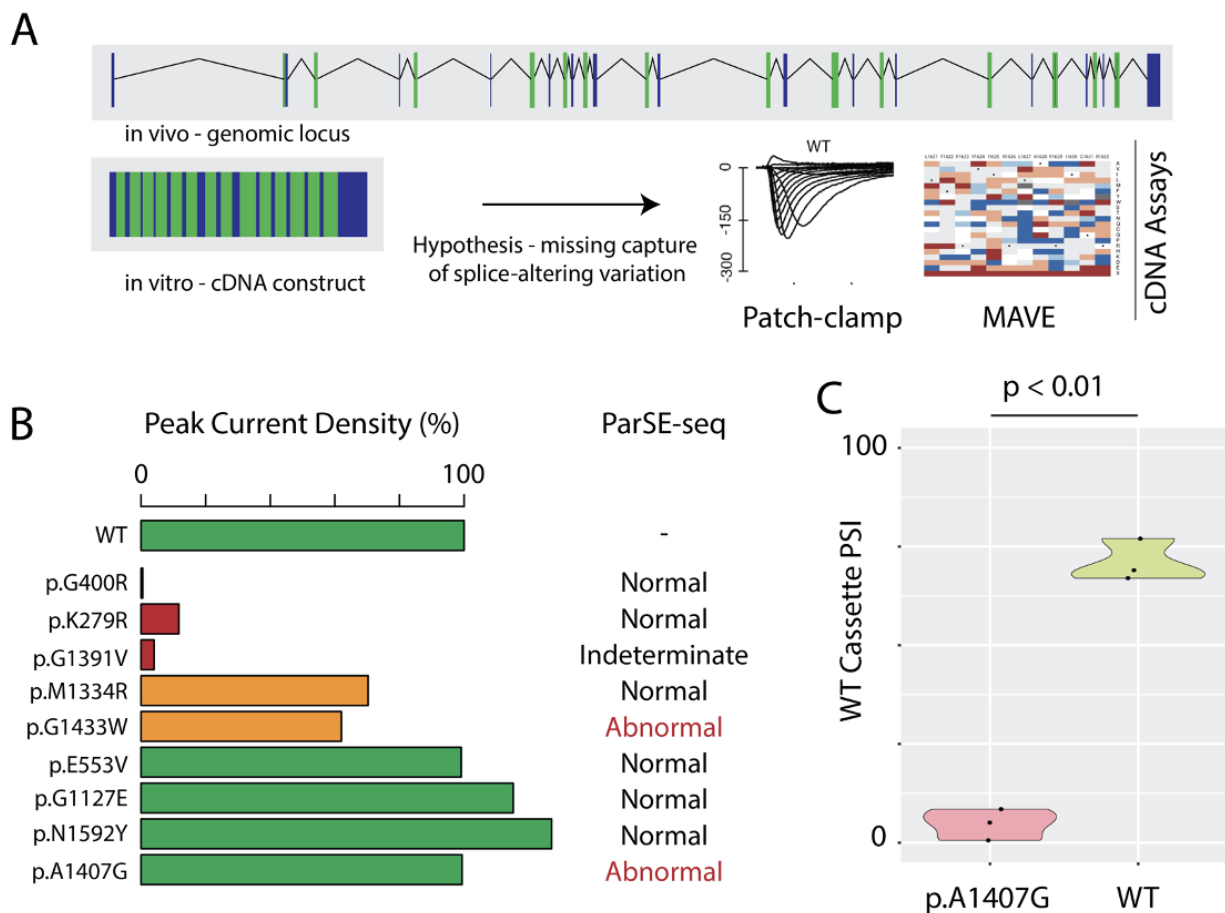 A
in vivo - genomic locus
in vitro - cDNA construct
Hypothesis - missing capture
of splice-altering variation
WT
0
-150
-300
Patch-clamp
MAVE
cDNA Assays
B
Peak Current Density (%)
ParSE-seq
0
100
WT
-
p.G400R
Normal
p.K279R
Normal
p.G1391V
Indeterminate
p.M1334R
Normal
p.G1433W
Abnormal
p.E553V
Normal
p.G1127E
Normal
p.N1592Y
Normal
p.A1407G
Abnormal
C
p < 0.01
WT Cassette PSI
100
0
p.A1407G
WT